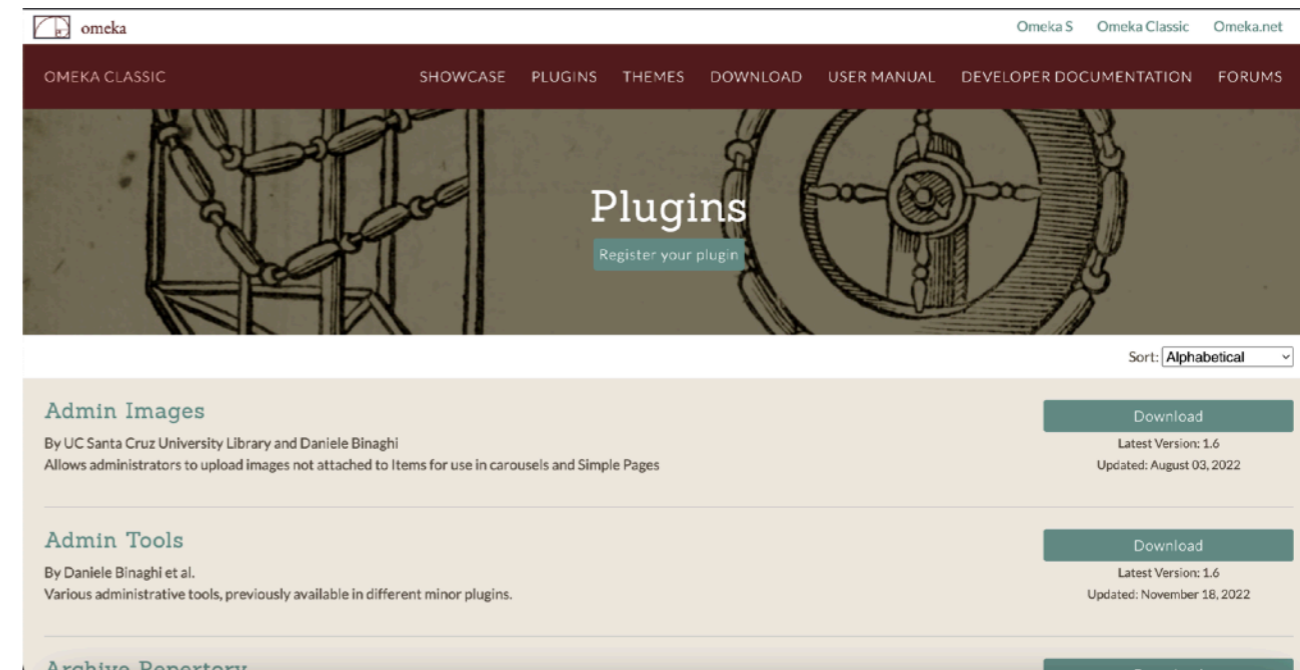 omeka
Omeka S Omeka Classic Omeka.net
OMEKA CLASSIC SHOWCASE PLUGINS THEMES DOWNLOAD USER MANUAL DEVELOPER DOCUMENTATION FORUMS
Plugins
Register your plugin
Sort: Alphabetical
Admin Images
By UC Santa Cruz University Library and Daniele Binaghi
Allows administrators to upload images not attached to Items for use in carousels and Simple Pages
Download
Latest Version: 1.6
Updated: August 03, 2022
Admin Tools
By Daniele Binaghi et al.
Various administrative tools, previously available in different minor plugins.
Download
Latest Version: 1.6
Updated: November 18, 2022
Archive Repertory